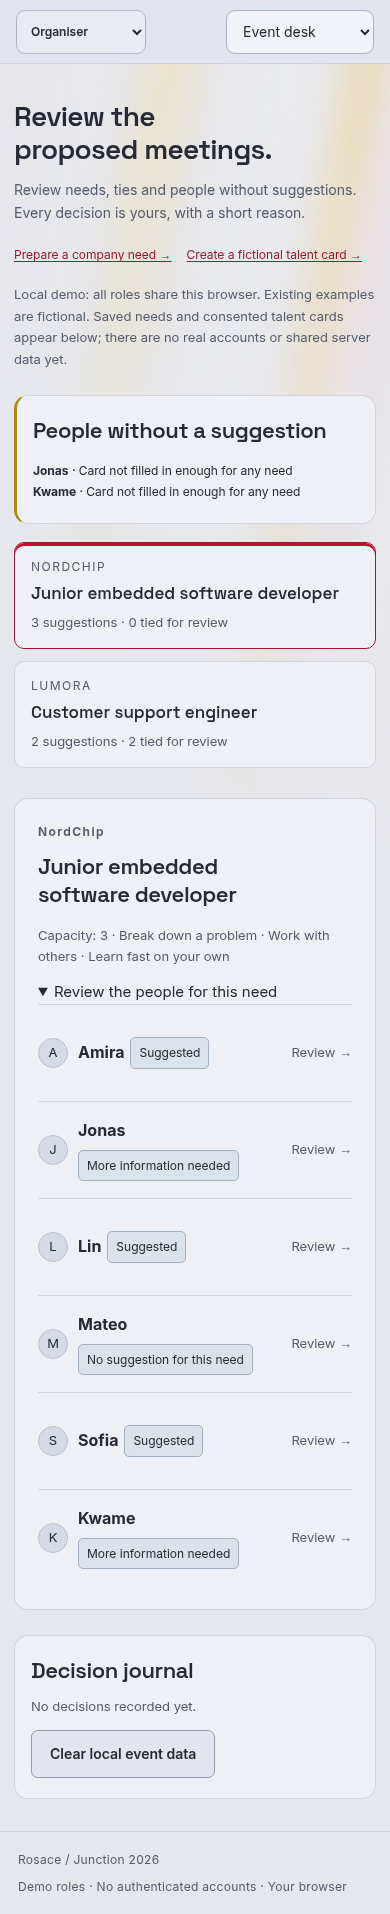 Organiser
Event desk
Review the
proposed meetings.
Review needs, ties and people without suggestions.
Every decision is yours, with a short reason.
Prepare a company need →
Create a fictional talent card →
Local demo: all roles share this browser. Existing examples
are fictional. Saved needs and consented talent cards
appear below; there are no real accounts or shared server
data yet.
People without a suggestion
Jonas · Card not filled in enough for any need
Kwame · Card not filled in enough for any need
NORDCHIP
Junior embedded software developer
3 suggestions · 0 tied for review
LUMORA
Customer support engineer
2 suggestions · 2 tied for review
NordChip
Junior embedded
software developer
Capacity: 3 · Break down a problem · Work with
others · Learn fast on your own
▼ Review the people for this need
A Amira Suggested Review →
J Jonas
More information needed Review →
L Lin Suggested Review →
M Mateo
No suggestion for this need Review →
S Sofia Suggested Review →
K Kwame
More information needed Review →
Decision journal
No decisions recorded yet.
Clear local event data
Rosace / Junction 2026
Demo roles · No authenticated accounts · Your browser